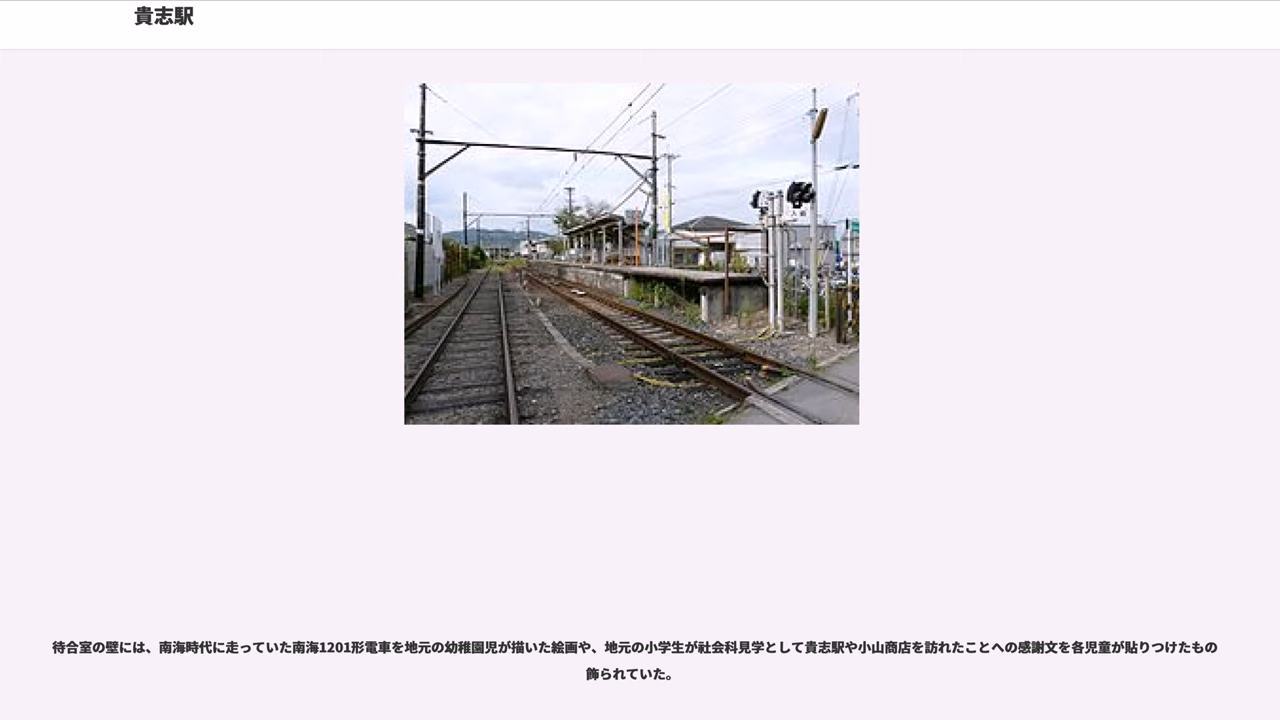 貴志駅
待合室の壁には、南海時代に走っていた南海1201形電車を地元の幼稚園児が描いた絵画や、地元の小学生が社会科見学として貴志駅や小山商店を訪れたことへの感謝文を各児童が貼りつけたもの
飾られていた。